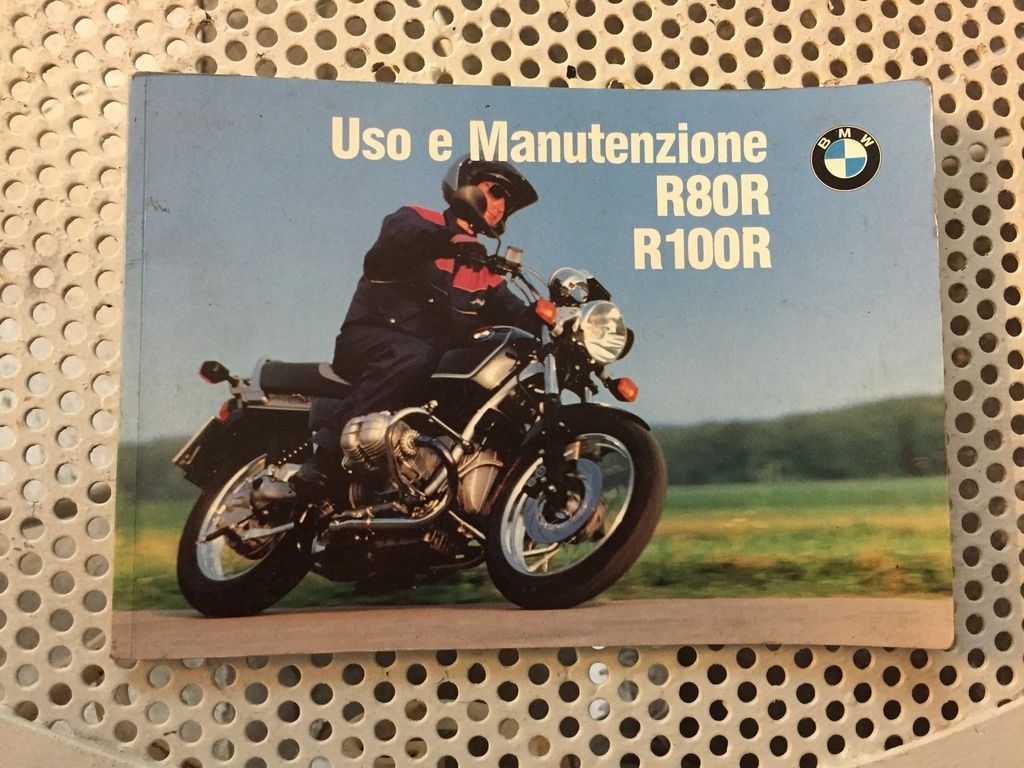 Uso e Manutenzione
R80R
R100R
BMW